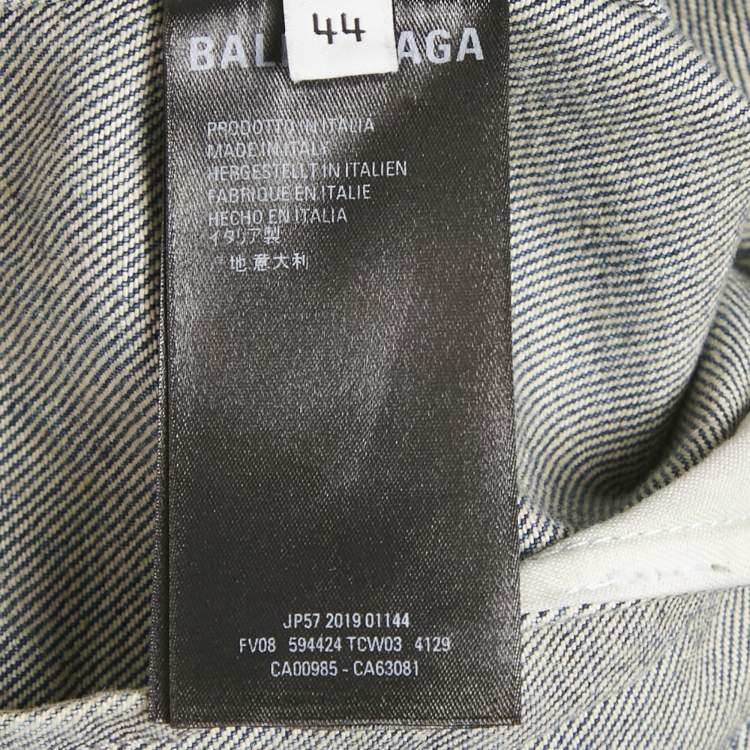 44
PRODOTTO IN ITALIA
MADE IN ITALY
HERGESTELLT IN ITALIEN
FABRIQUE EN ITALIE
HECHO EN ITALIA
イタリア製
地 意大利
JP57 2019 01144
FV08 594424 TCW03 4129
CA00985 - CA63081